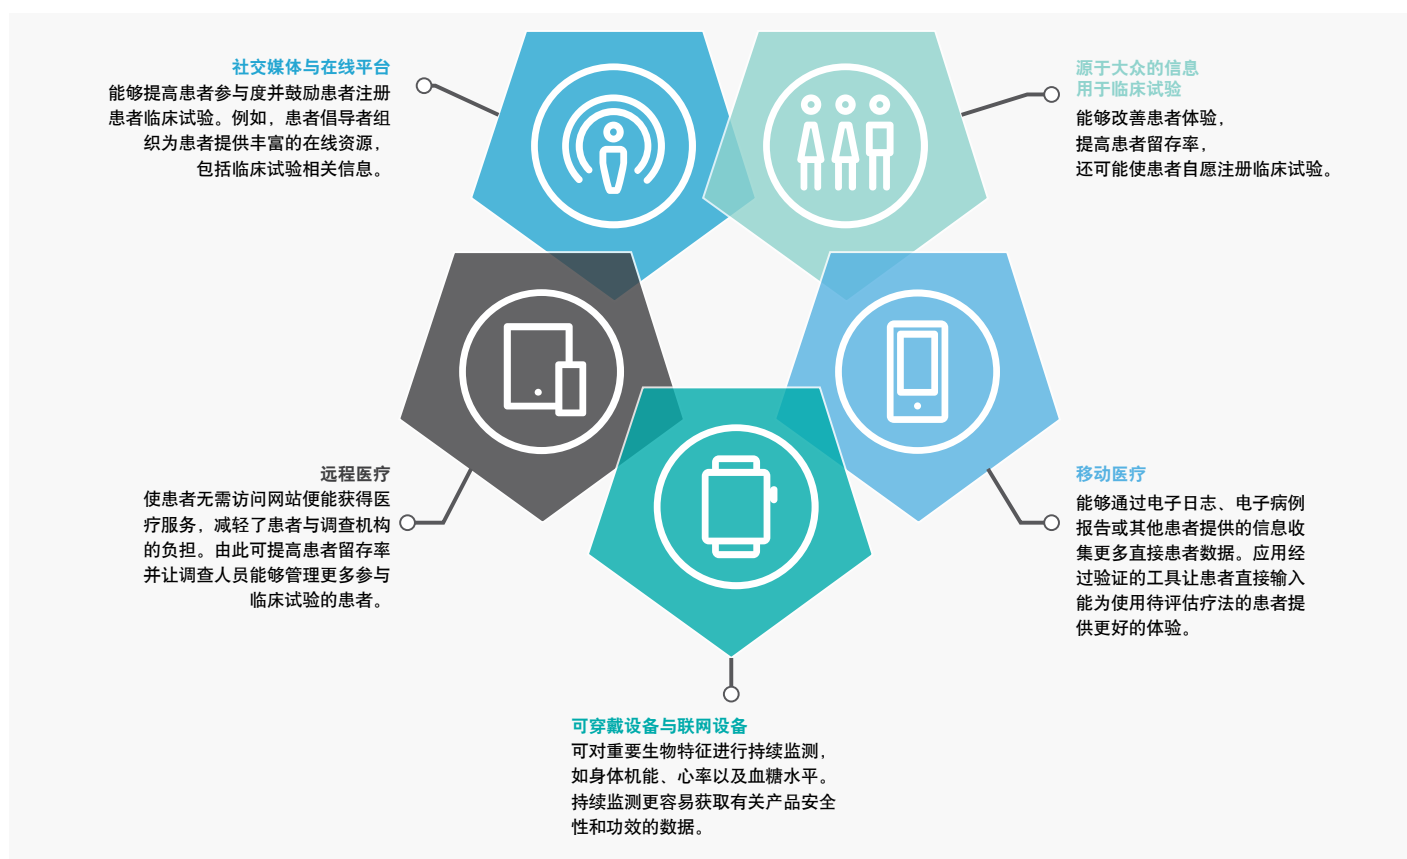 社交媒体与在线平台
能够提高患者参与度并鼓励患者注册
患者临床试验。例如，患者倡导者组
织为患者提供丰富的在线资源，
包括临床试验相关信息。
源于大众的信息
用于临床试验
能够改善患者体验，
提高患者留存率，
还可能使患者自愿注册临床试验。
远程医疗
使患者无需访问网站便能获得医
疗服务，减轻了患者与调查机构
的负担。由此可提高患者留存率
并让调查人员能够管理更多参与
临床试验的患者。
移动医疗
能够通过电子日志、电子病例
报告或其他患者提供的信息收
集更多直接患者数据。应用经
过验证的工具让患者直接输入
能为使用待评估疗法的患者提
供更好的体验。
可穿戴设备与联网设备
可对重要生物特征进行持续监测，
如身体机能、心率以及血糖水平。
持续监测更容易获取有关产品安全
性和功效的数据。